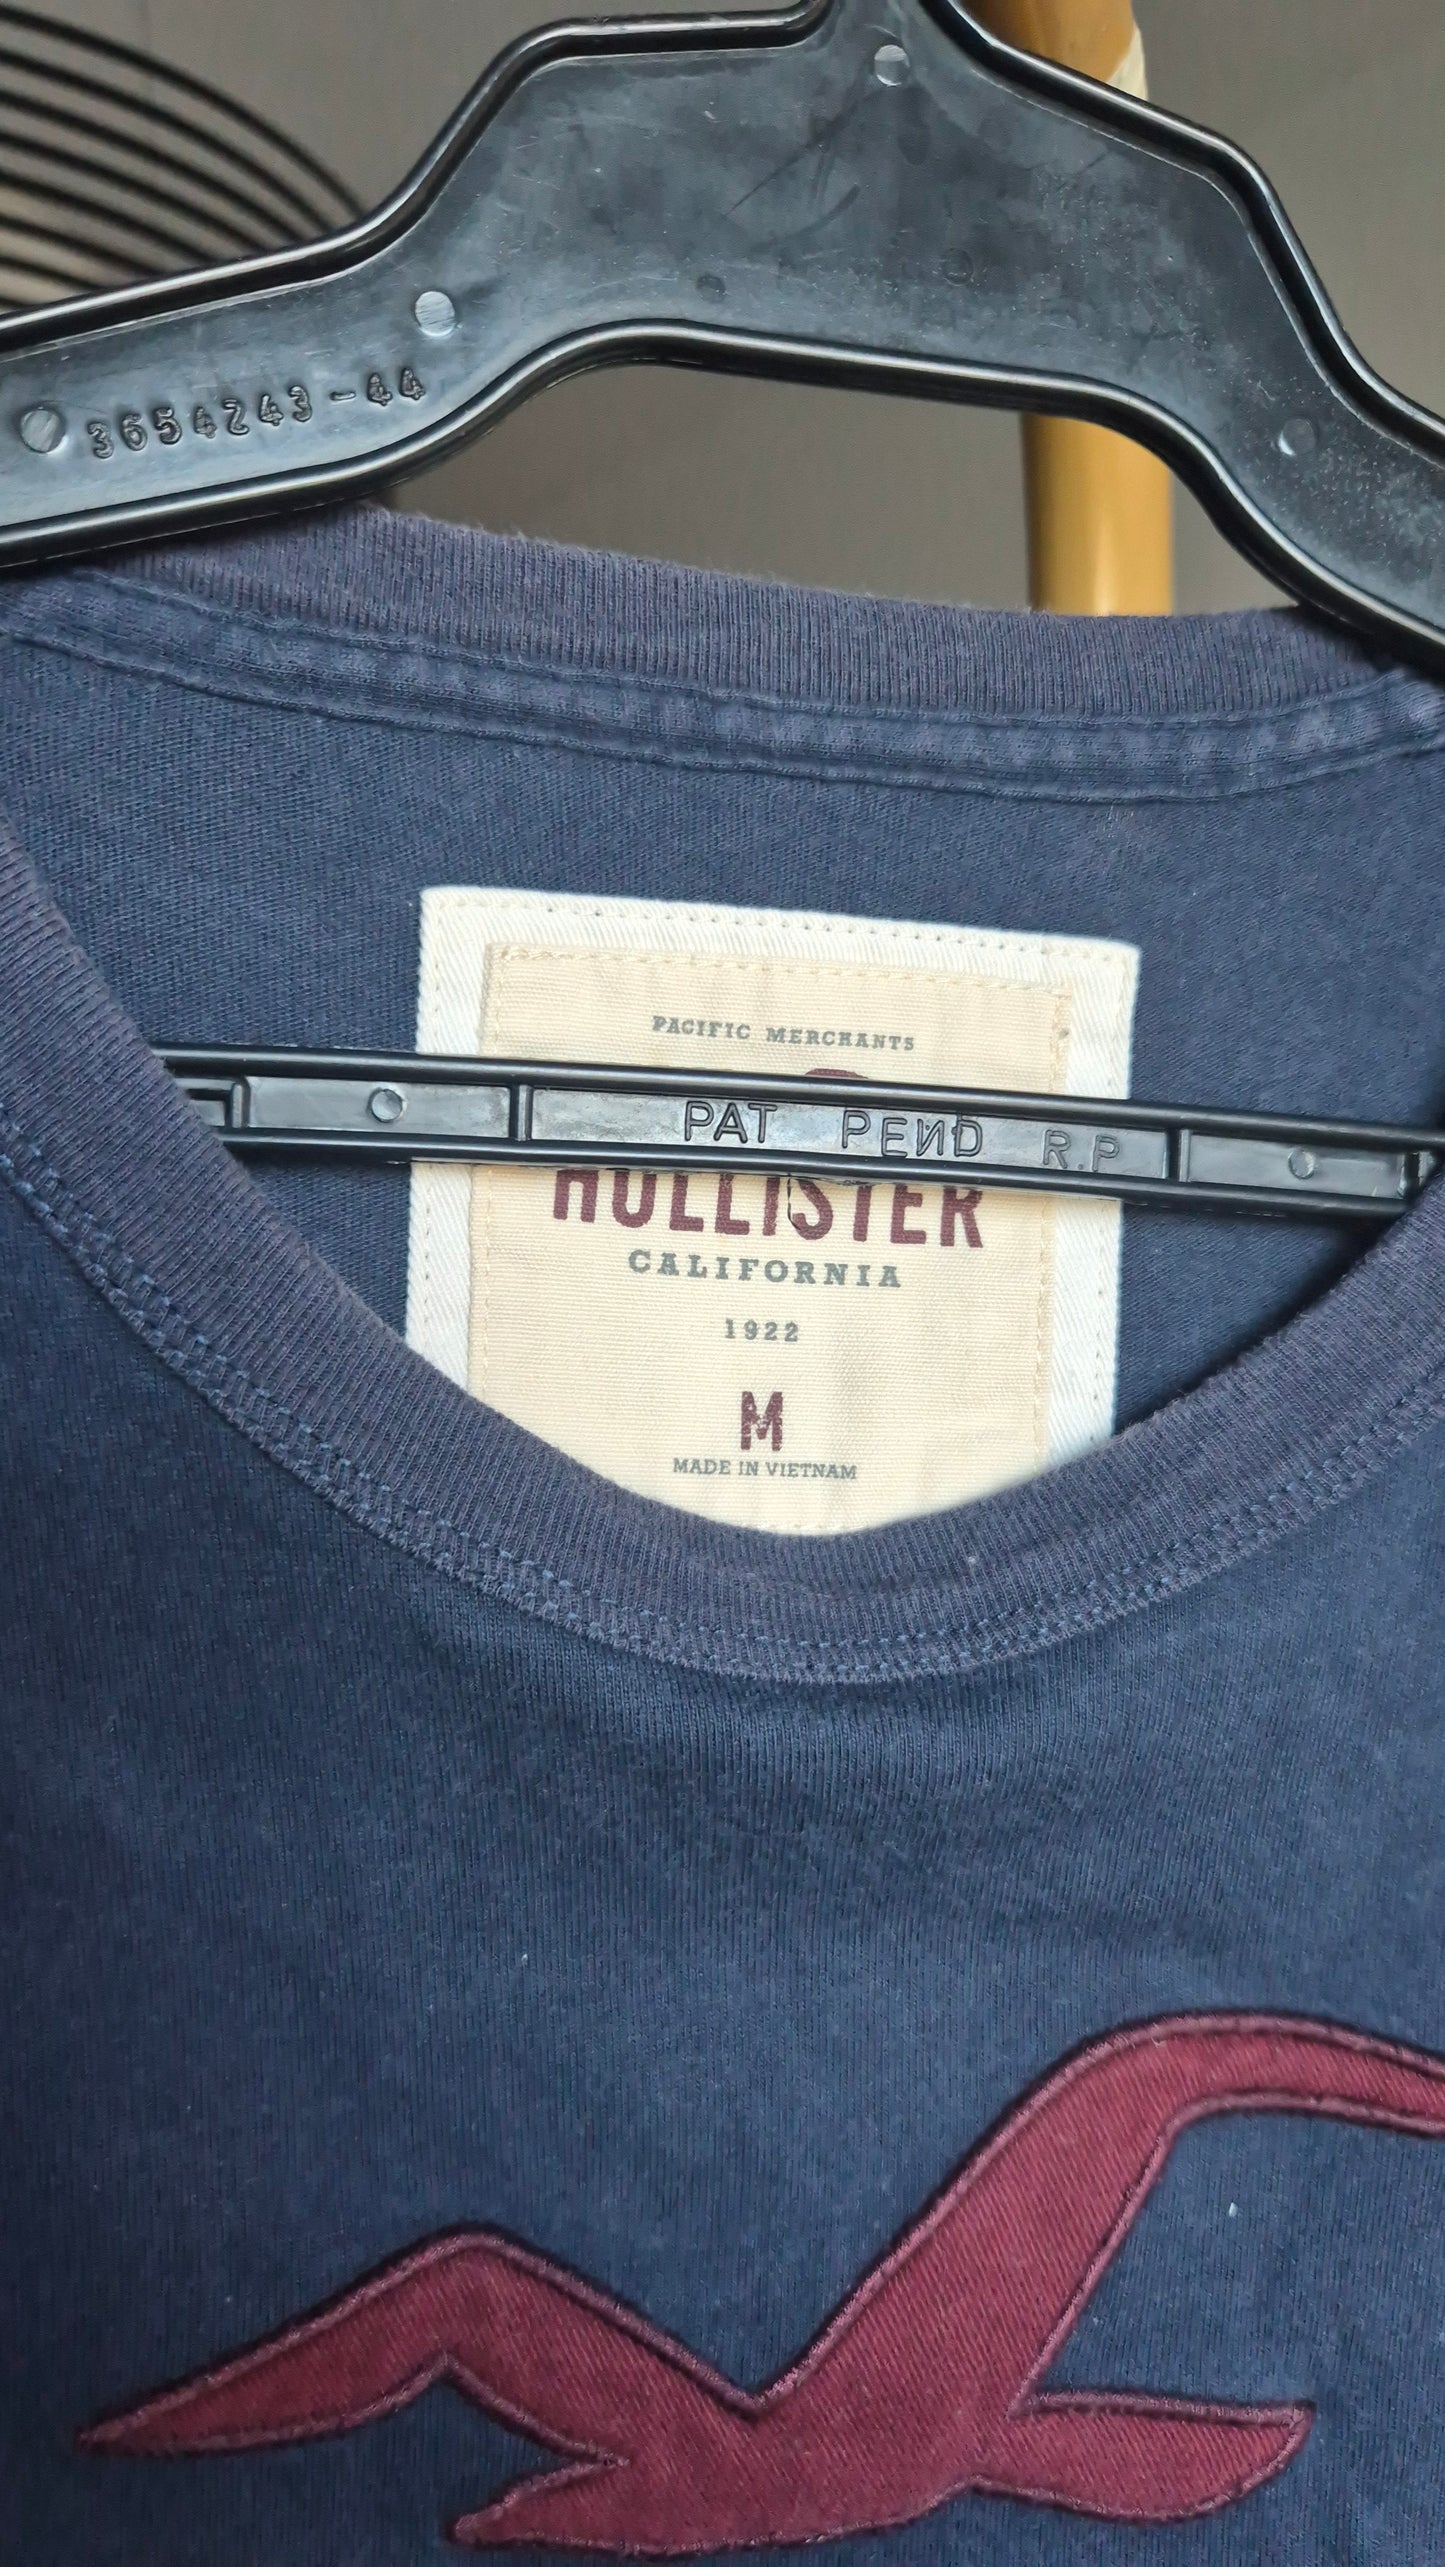 3654243-44
PACIFIC MERCHANTS
PAT PEND R.P
HOLLISTER
CALIFORNIA
1922
M
MADE IN VIETNAM